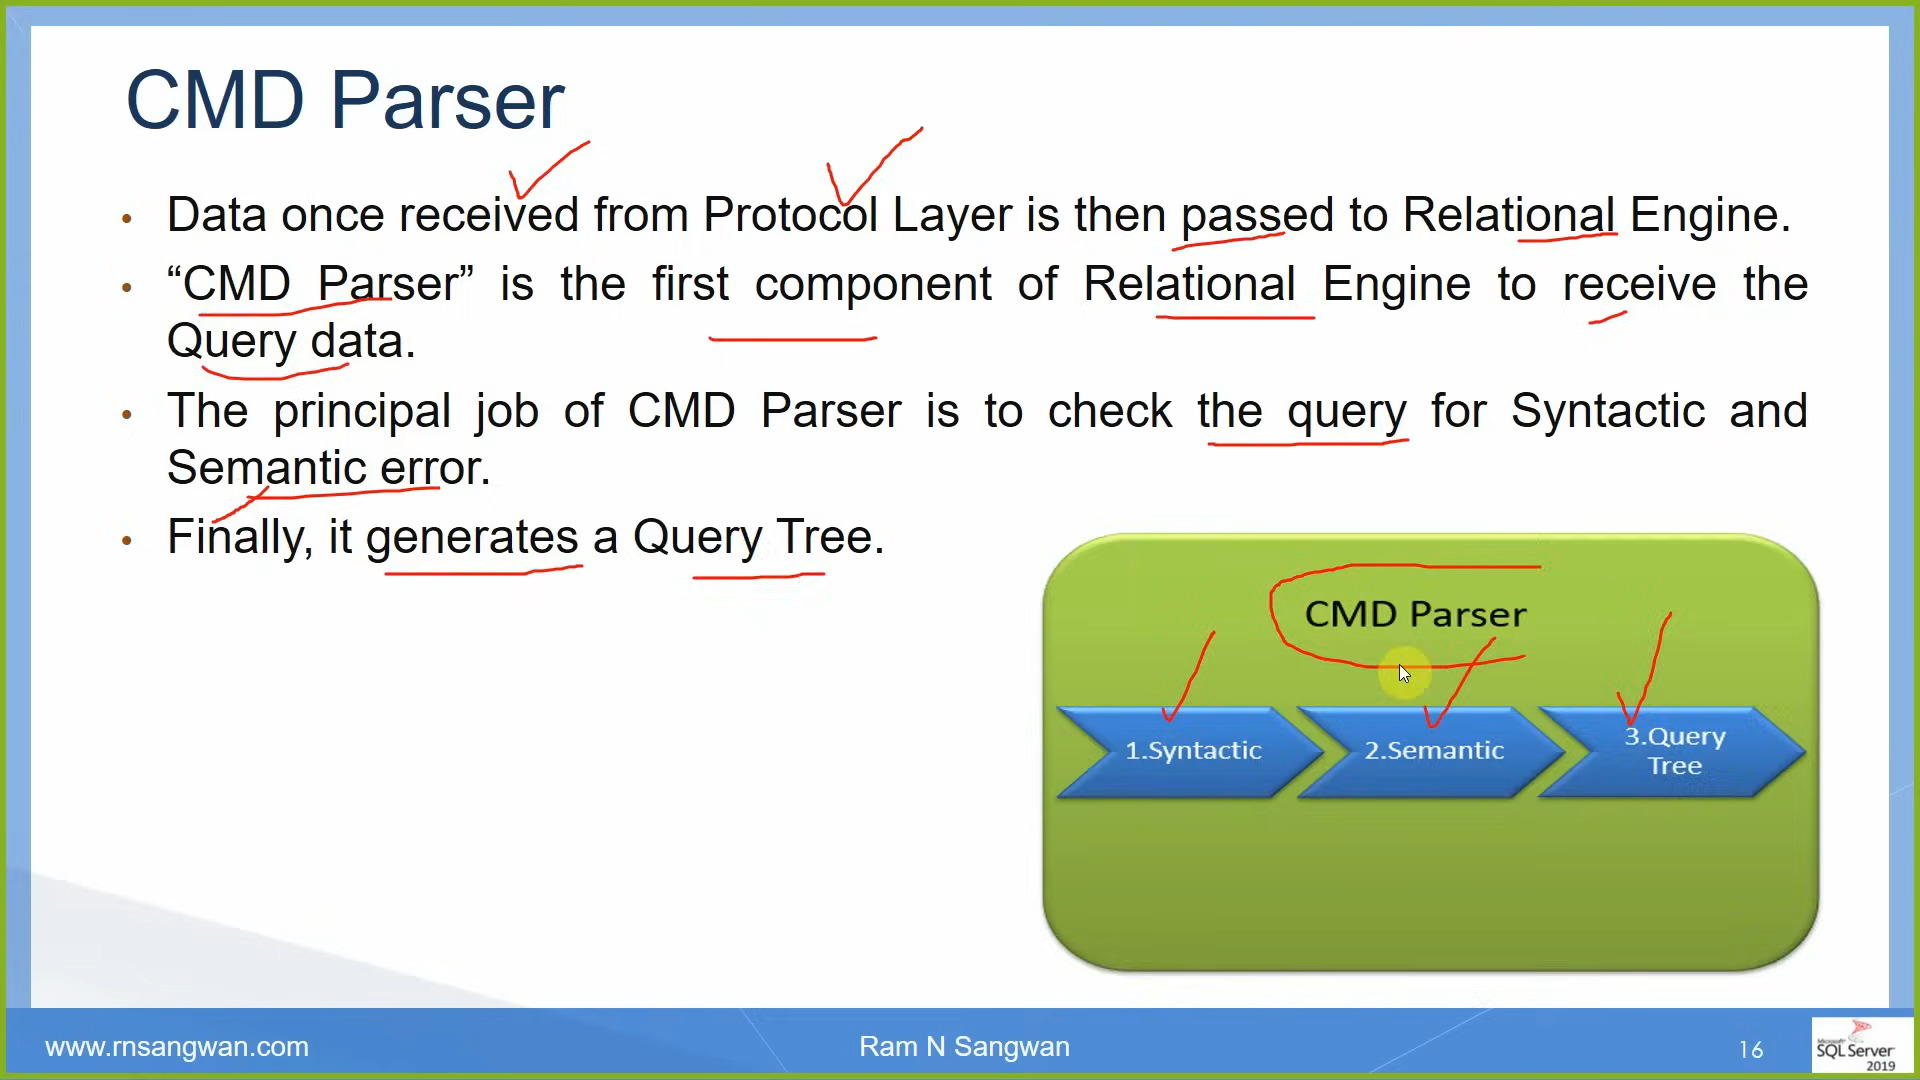 CMD Parser
• Data once received from Protocol Layer is then passed to Relational Engine.
• “CMD Parser” is the first component of Relational Engine to receive the
Query data.
• The principal job of CMD Parser is to check the query for Syntactic and
Semantic error.
• Finally, it generates a Query Tree.
CMD Parser
1.Syntactic
2.Semantic
3.Query
Tree
www.rnsangwan.com
Ram N Sangwan
16
Microsoft
SQL Server
2019